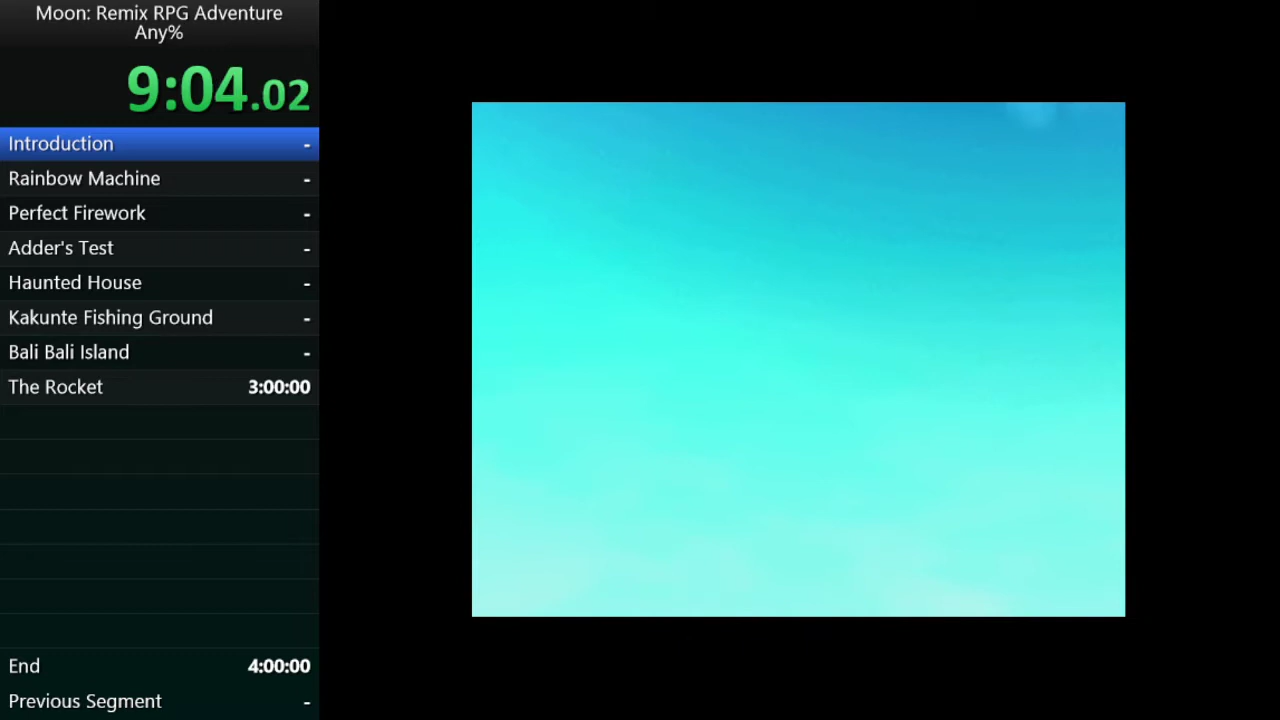 Moon: Remix RPG Adventure
Any%
9:04.02
Introduction -
Rainbow Machine -
Perfect Firework -
Adder's Test -
Haunted House -
Kakunte Fishing Ground -
Bali Bali Island -
The Rocket 3:00:00
End 4:00:00
Previous Segment -